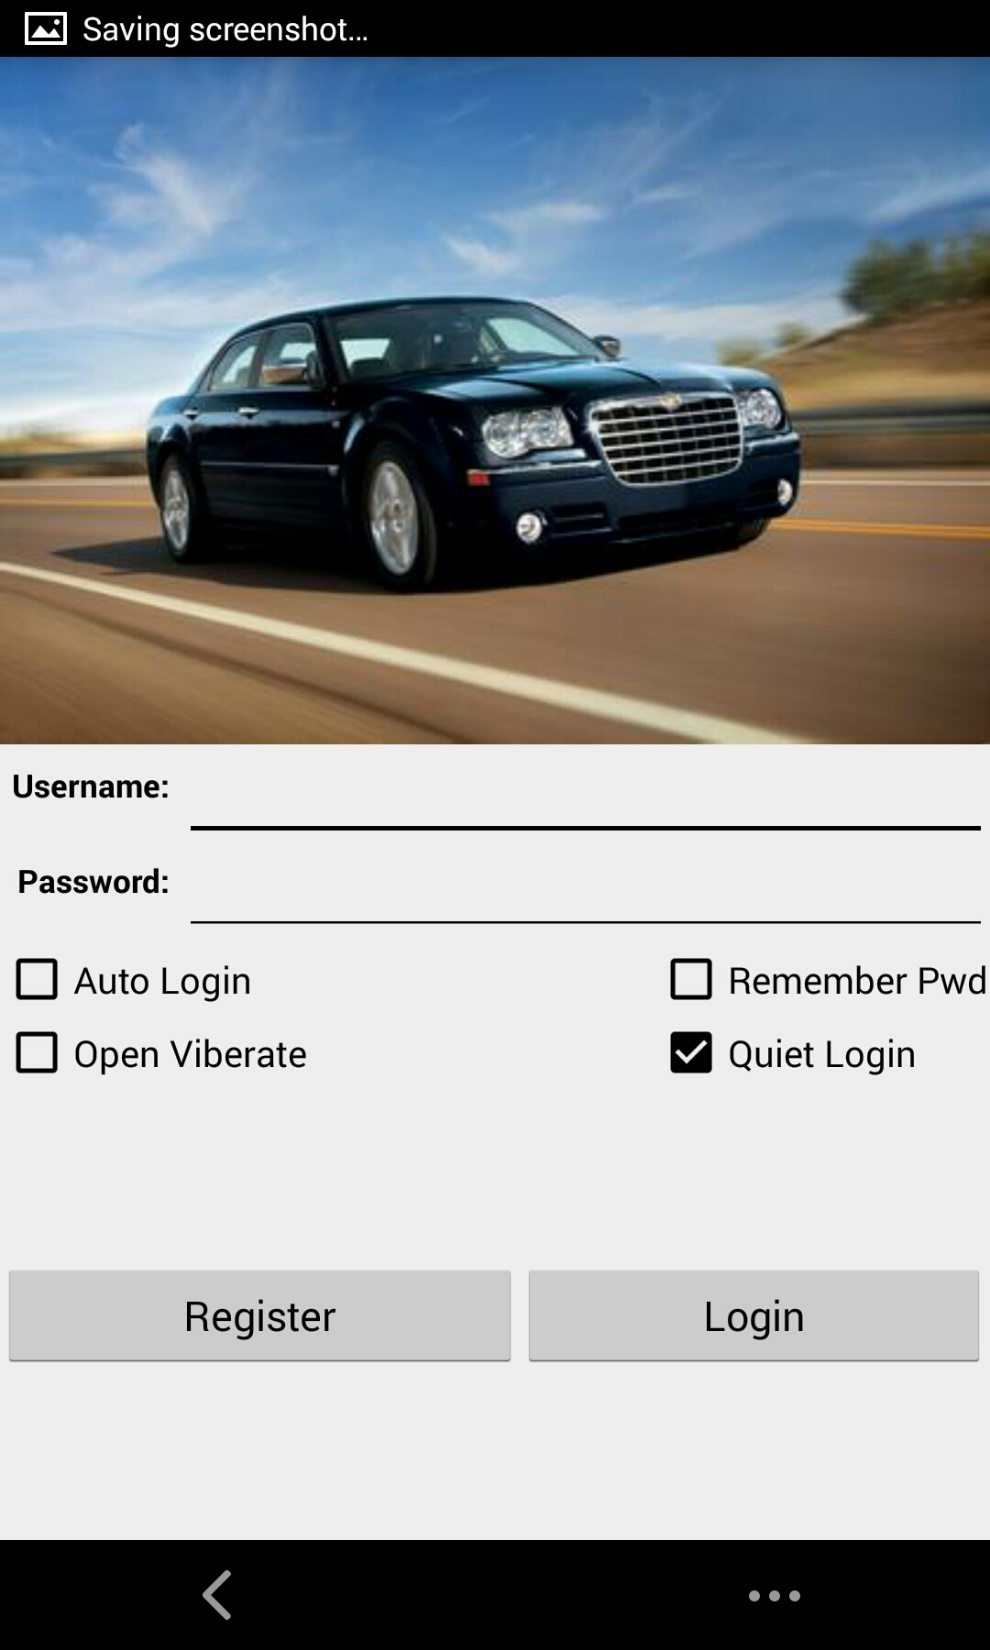 Saving screenshot...
Username:
Password:
Auto Login
Remember Pwd
Open Viberate
Quiet Login
Register
Login